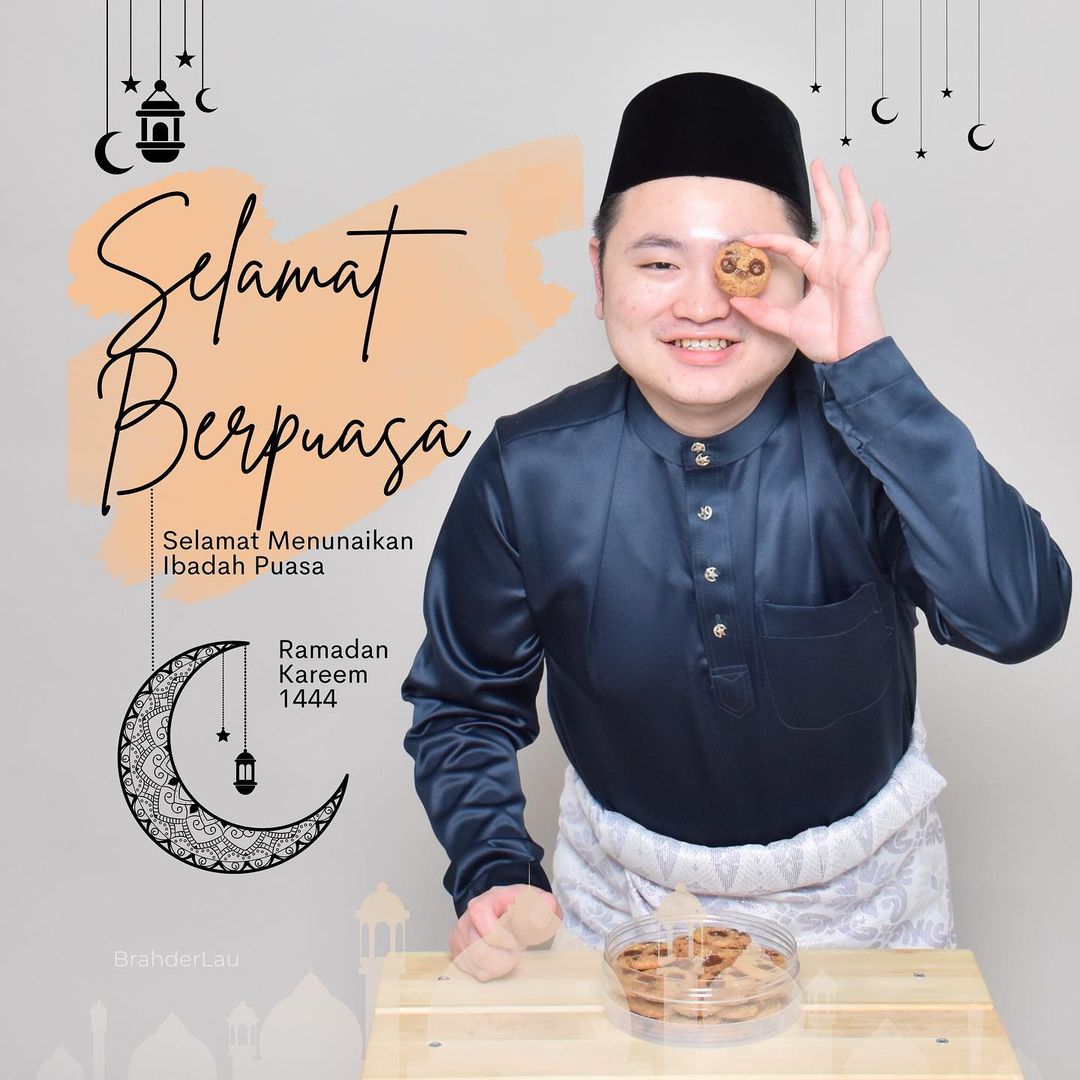 Selamat
Berpuasa
Selamat Menunaikan
Ibadah Puasa
Ramadan
Kareem
1444
BrahderLau